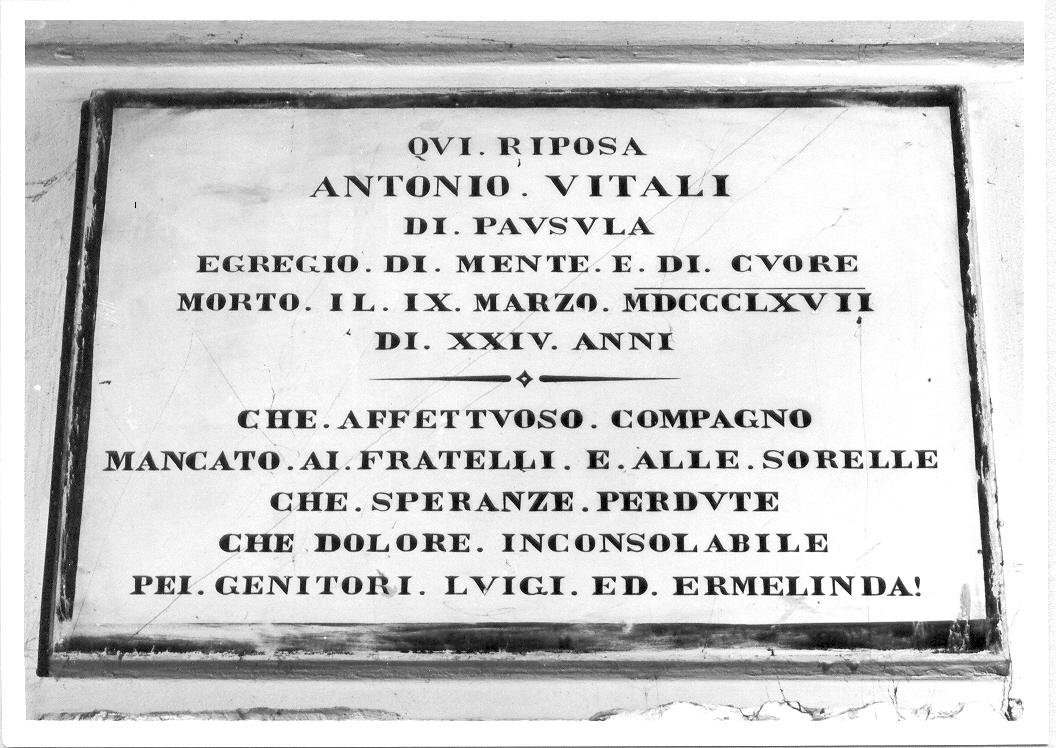 QVI. RIPOSA
ANTONIO. VITALI
DI. PAVSVLA
EGREGIO. DI. MENTE. E. DI. CVORE
MORTO. IL. IX. MARZO. MDCCCLXVII
DI. XXIV. ANNI
CHE. AFFETTVOSO. COMPAGNO
MANCATO. AI. FRATELLI. E. ALLE. SORELLE
CHE. SPERANZE. PERDVTE
CHE DOLORE. INCONSOLABILE
PEI. GENITORI. LVIGI. ED. ERMELINDA!